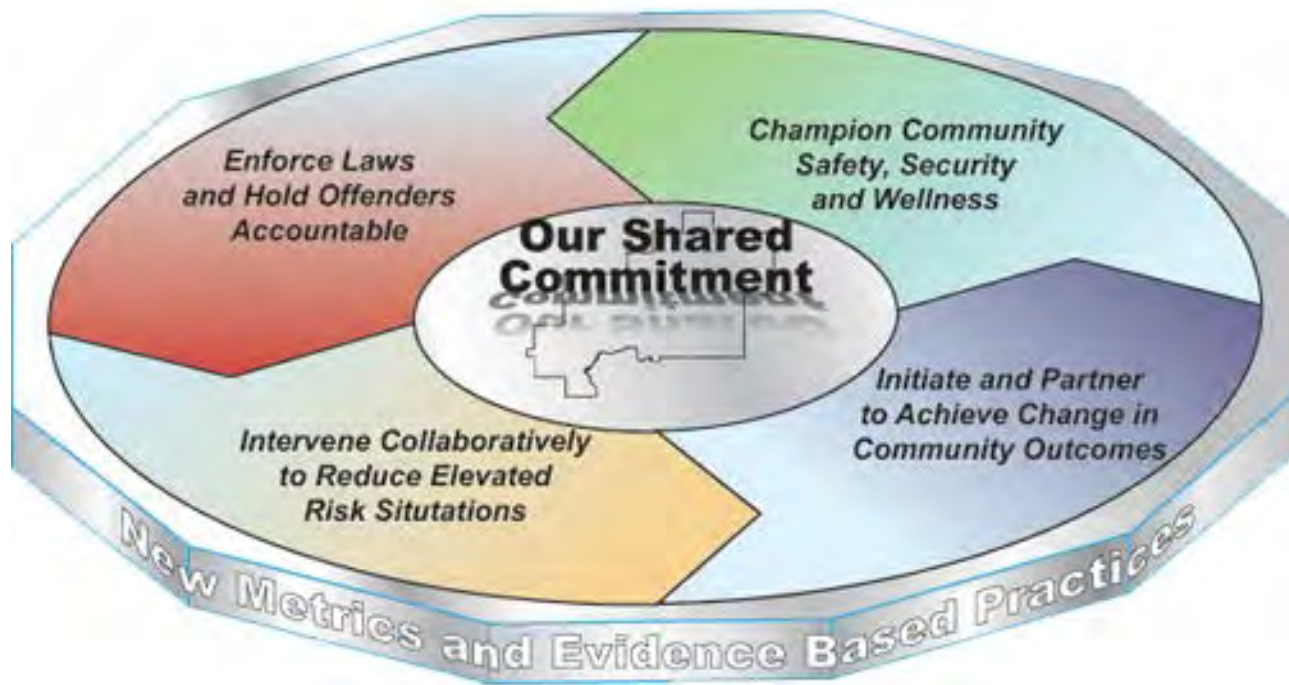 Enforce Laws
and Hold Offenders
Accountable
Champion Community
Safety, Security
and Wellness
Our Shared
Commitment
Initiate and Partner
to Achieve Change in
Community Outcomes
Intervene Collaboratively
to Reduce Elevated
Risk Situtations
New Metrics and Evidence Based Practices